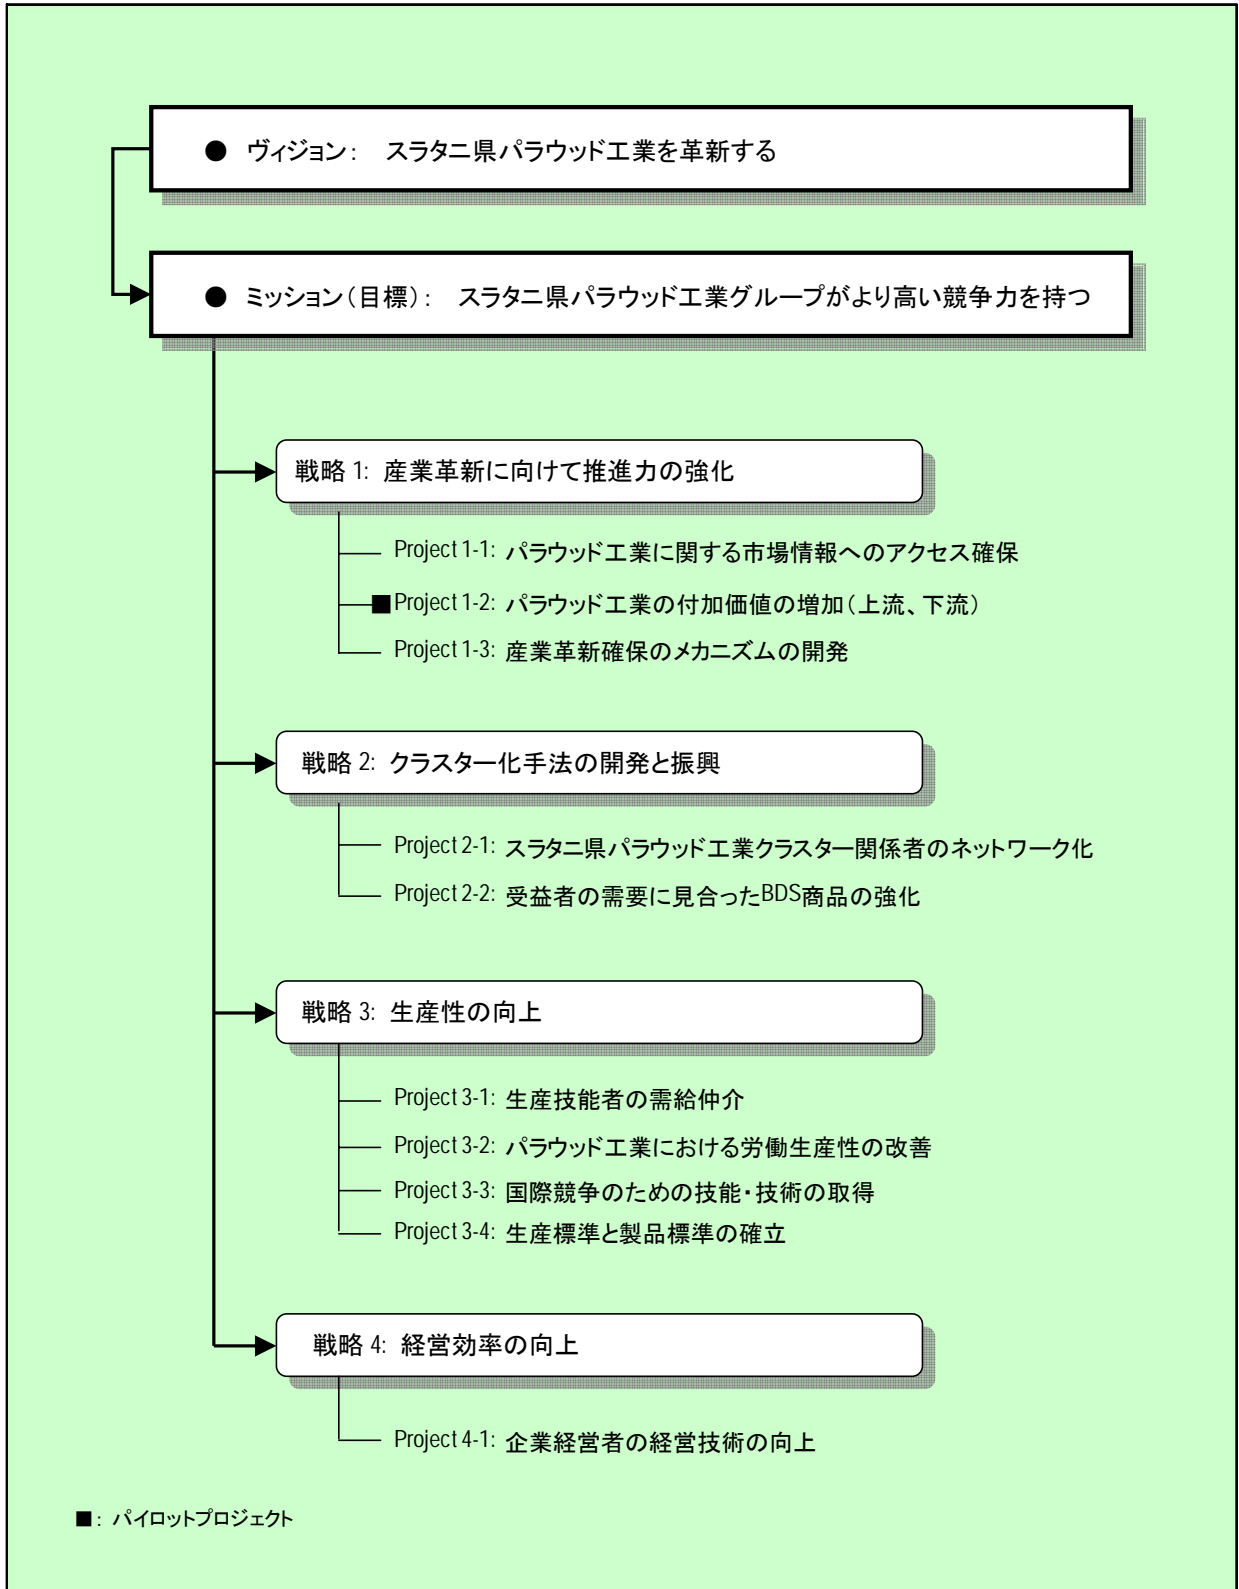 ● ヴィジョン： スラタニ県パラウッド工業を革新する
● ミッション（目標）： スラタニ県パラウッド工業グループがより高い競争力を持つ
戦略 1: 産業革新に向けて推進力の強化
Project 1-1: パラウッド工業に関する市場情報へのアクセス確保
■Project 1-2: パラウッド工業の付加価値の増加（上流、下流）
Project 1-3: 産業革新確保のメカニズムの開発
戦略 2: クラスター化手法の開発と振興
Project 2-1: スラタニ県パラウッド工業クラスター関係者のネットワーク化
Project 2-2: 受益者の需要に見合ったBDS商品の強化
戦略 3: 生産性の向上
Project 3-1: 生産技能者の需給仲介
Project 3-2: パラウッド工業における労働生産性の改善
Project 3-3: 国際競争のための技能・技術の取得
Project 3-4: 生産標準と製品標準の確立
戦略 4: 経営効率の向上
Project 4-1: 企業経営者の経営技術の向上
■： パイロットプロジェクト